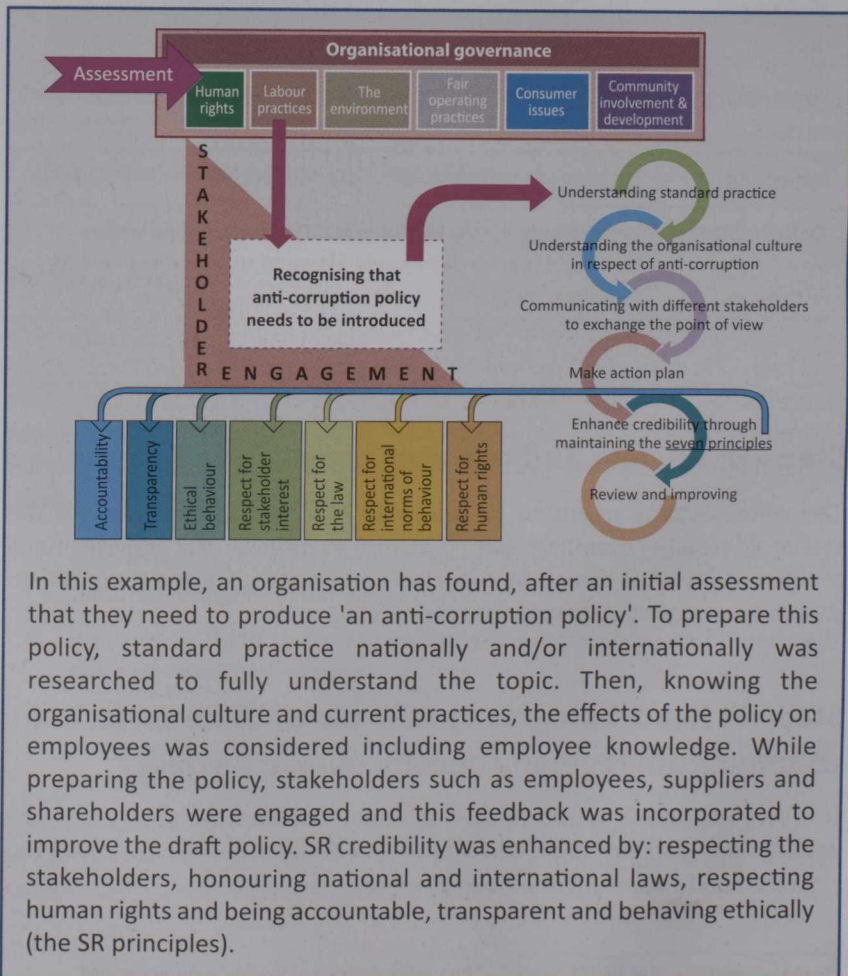 Organisational governance
Assessment
Human
rights
Labour
practices
The
environment
Fair
operating
practices
Consumer
issues
Community
involvement &
development
STAKEHOLDER
ENGAGEMENT
Recognising that
anti-corruption policy
needs to be introduced
Understanding standard practice
Understanding the organisational culture
in respect of anti-corruption
Communicating with different stakeholders
to exchange the point of view
Make action plan
Enhance credibility through
maintaining the seven principles
Review and improving
Accountability
Transparency
Ethical
behaviour
Respect for
stakeholder
interest
Respect for
the law
Respect for
international
norms of
behaviour
Respect for
human rights
In this example, an organisation has found, after an initial assessment
that they need to produce 'an anti-corruption policy'. To prepare this
policy, standard practice nationally and/or internationally was
researched to fully understand the topic. Then, knowing the
organisational culture and current practices, the effects of the policy on
employees was considered including employee knowledge. While
preparing the policy, stakeholders such as employees, suppliers and
shareholders were engaged and this feedback was incorporated to
improve the draft policy. SR credibility was enhanced by: respecting the
stakeholders, honouring national and international laws, respecting
human rights and being accountable, transparent and behaving ethically
(the SR principles).